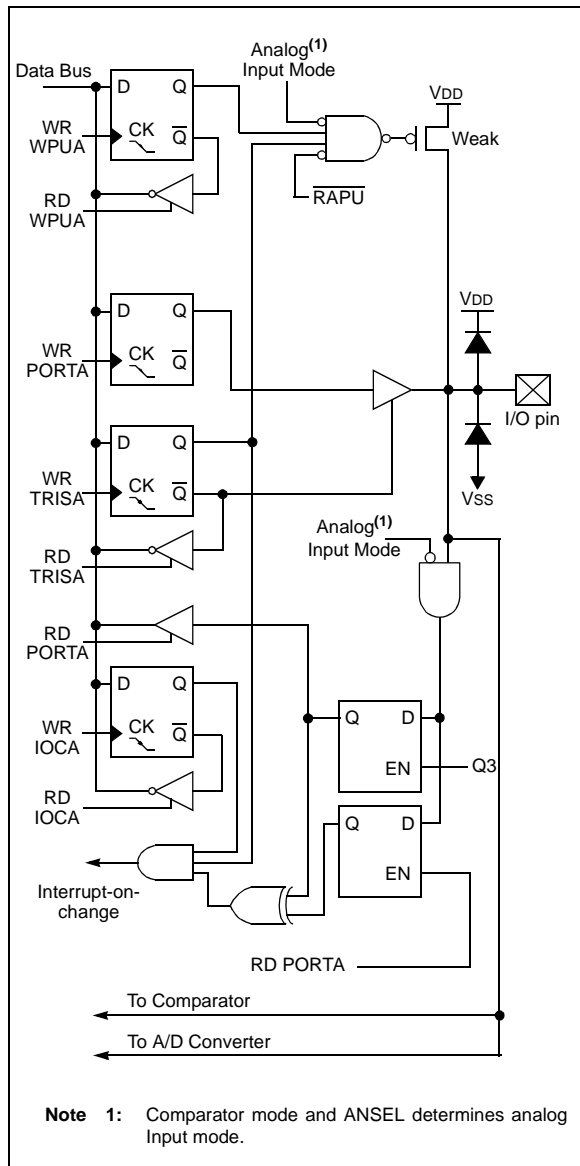 Analog(1)
Input Mode
Data Bus
D Q
VDD
WR
WPUA
CK
Q
Weak
RD
WPUA
RAPU
D Q
VDD
WR
PORTA
CK
Q
I/O pin
D Q
WR
TRISA
CK
Q
VSS
Analog(1)
Input Mode
RD
TRISA
RD
PORTA
D Q
Q D
WR
IOCA
CK
Q
EN
Q3
RD
IOCA
Q D
EN
Interrupt-on-
change
RD PORTA
To Comparator
To A/D Converter
Note 1: Comparator mode and ANSEL determines analog
Input mode.